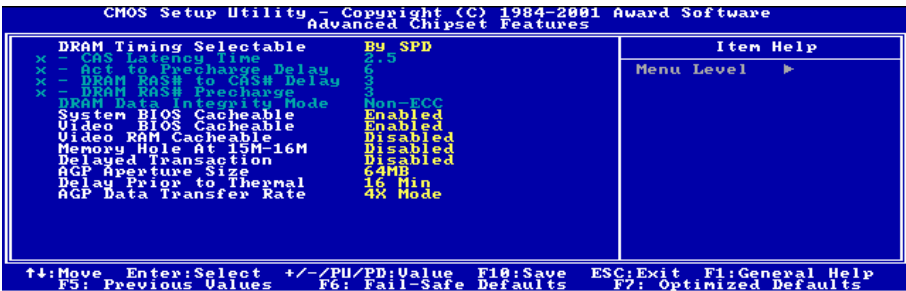 CMOS Setup Utility - Copyright (C) 1984-2001 Award Software
Advanced Chipset Features
DRAM Timing Selectable By SPD
x - CAS Latency Time 2.5
x - Act to Precharge Delay 6
x - DRAM RAS# to CAS# Delay 3
x - DRAM RAS# Precharge 3
DRAM Data Integrity Mode Non-ECC
System BIOS Cacheable Enabled
Video BIOS Cacheable Enabled
Video RAM Cacheable Disabled
Memory Hole At 15M-16M Disabled
Delayed Transaction Disabled
AGP Aperture Size 64MB
Delay Prior to Thermal 16 Min
AGP Data Transfer Rate 4X Mode
Item Help
Menu Level ►
↑↓:Move Enter:Select +/-/PU/PD:Value F10:Save ESC:Exit F1:General Help
F5: Previous Values F6: Fail-Safe Defaults F7: Optimized Defaults